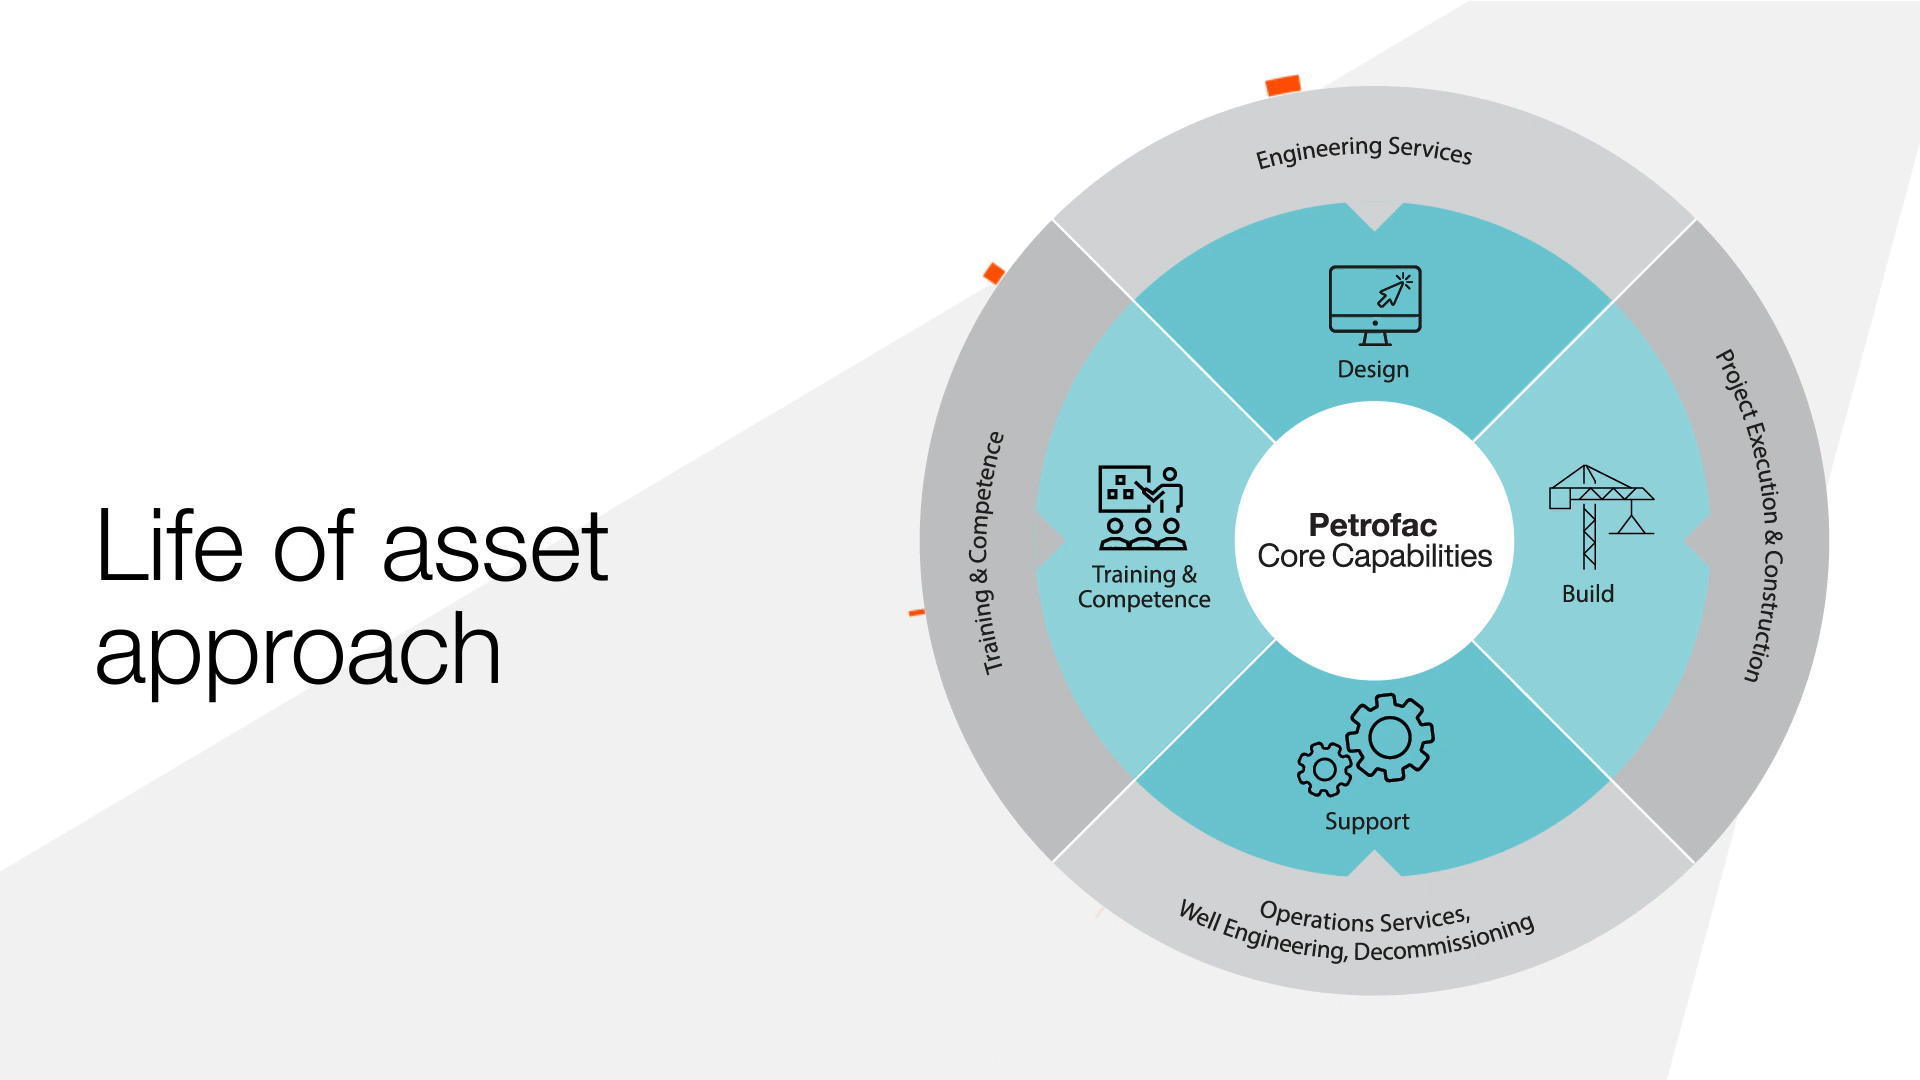 Life of asset
approach
Engineering Services
Design
Project Execution & Construction
Build
Petrofac
Core Capabilities
Training & Competence
Training &
Competence
Support
Operations Services,
Well Engineering, Decommissioning